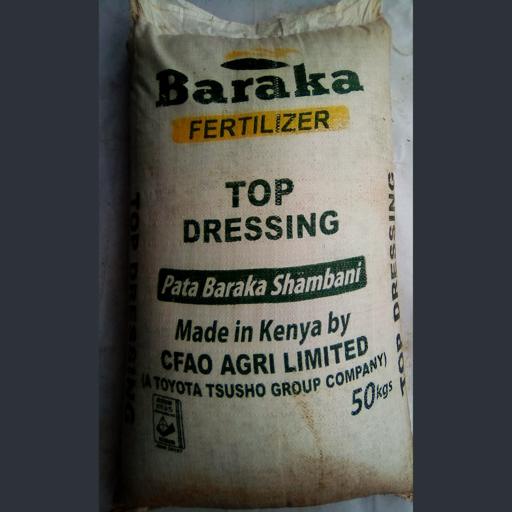 Baraka
FERTILIZER
TOP
DRESSING
Pata Baraka Shambani
Made in Kenya by
CFAO AGRI LIMITED
(A TOYOTA TSUSHO GROUP COMPANY)
50kgs
TOP DRESSING
TOP DRESSING